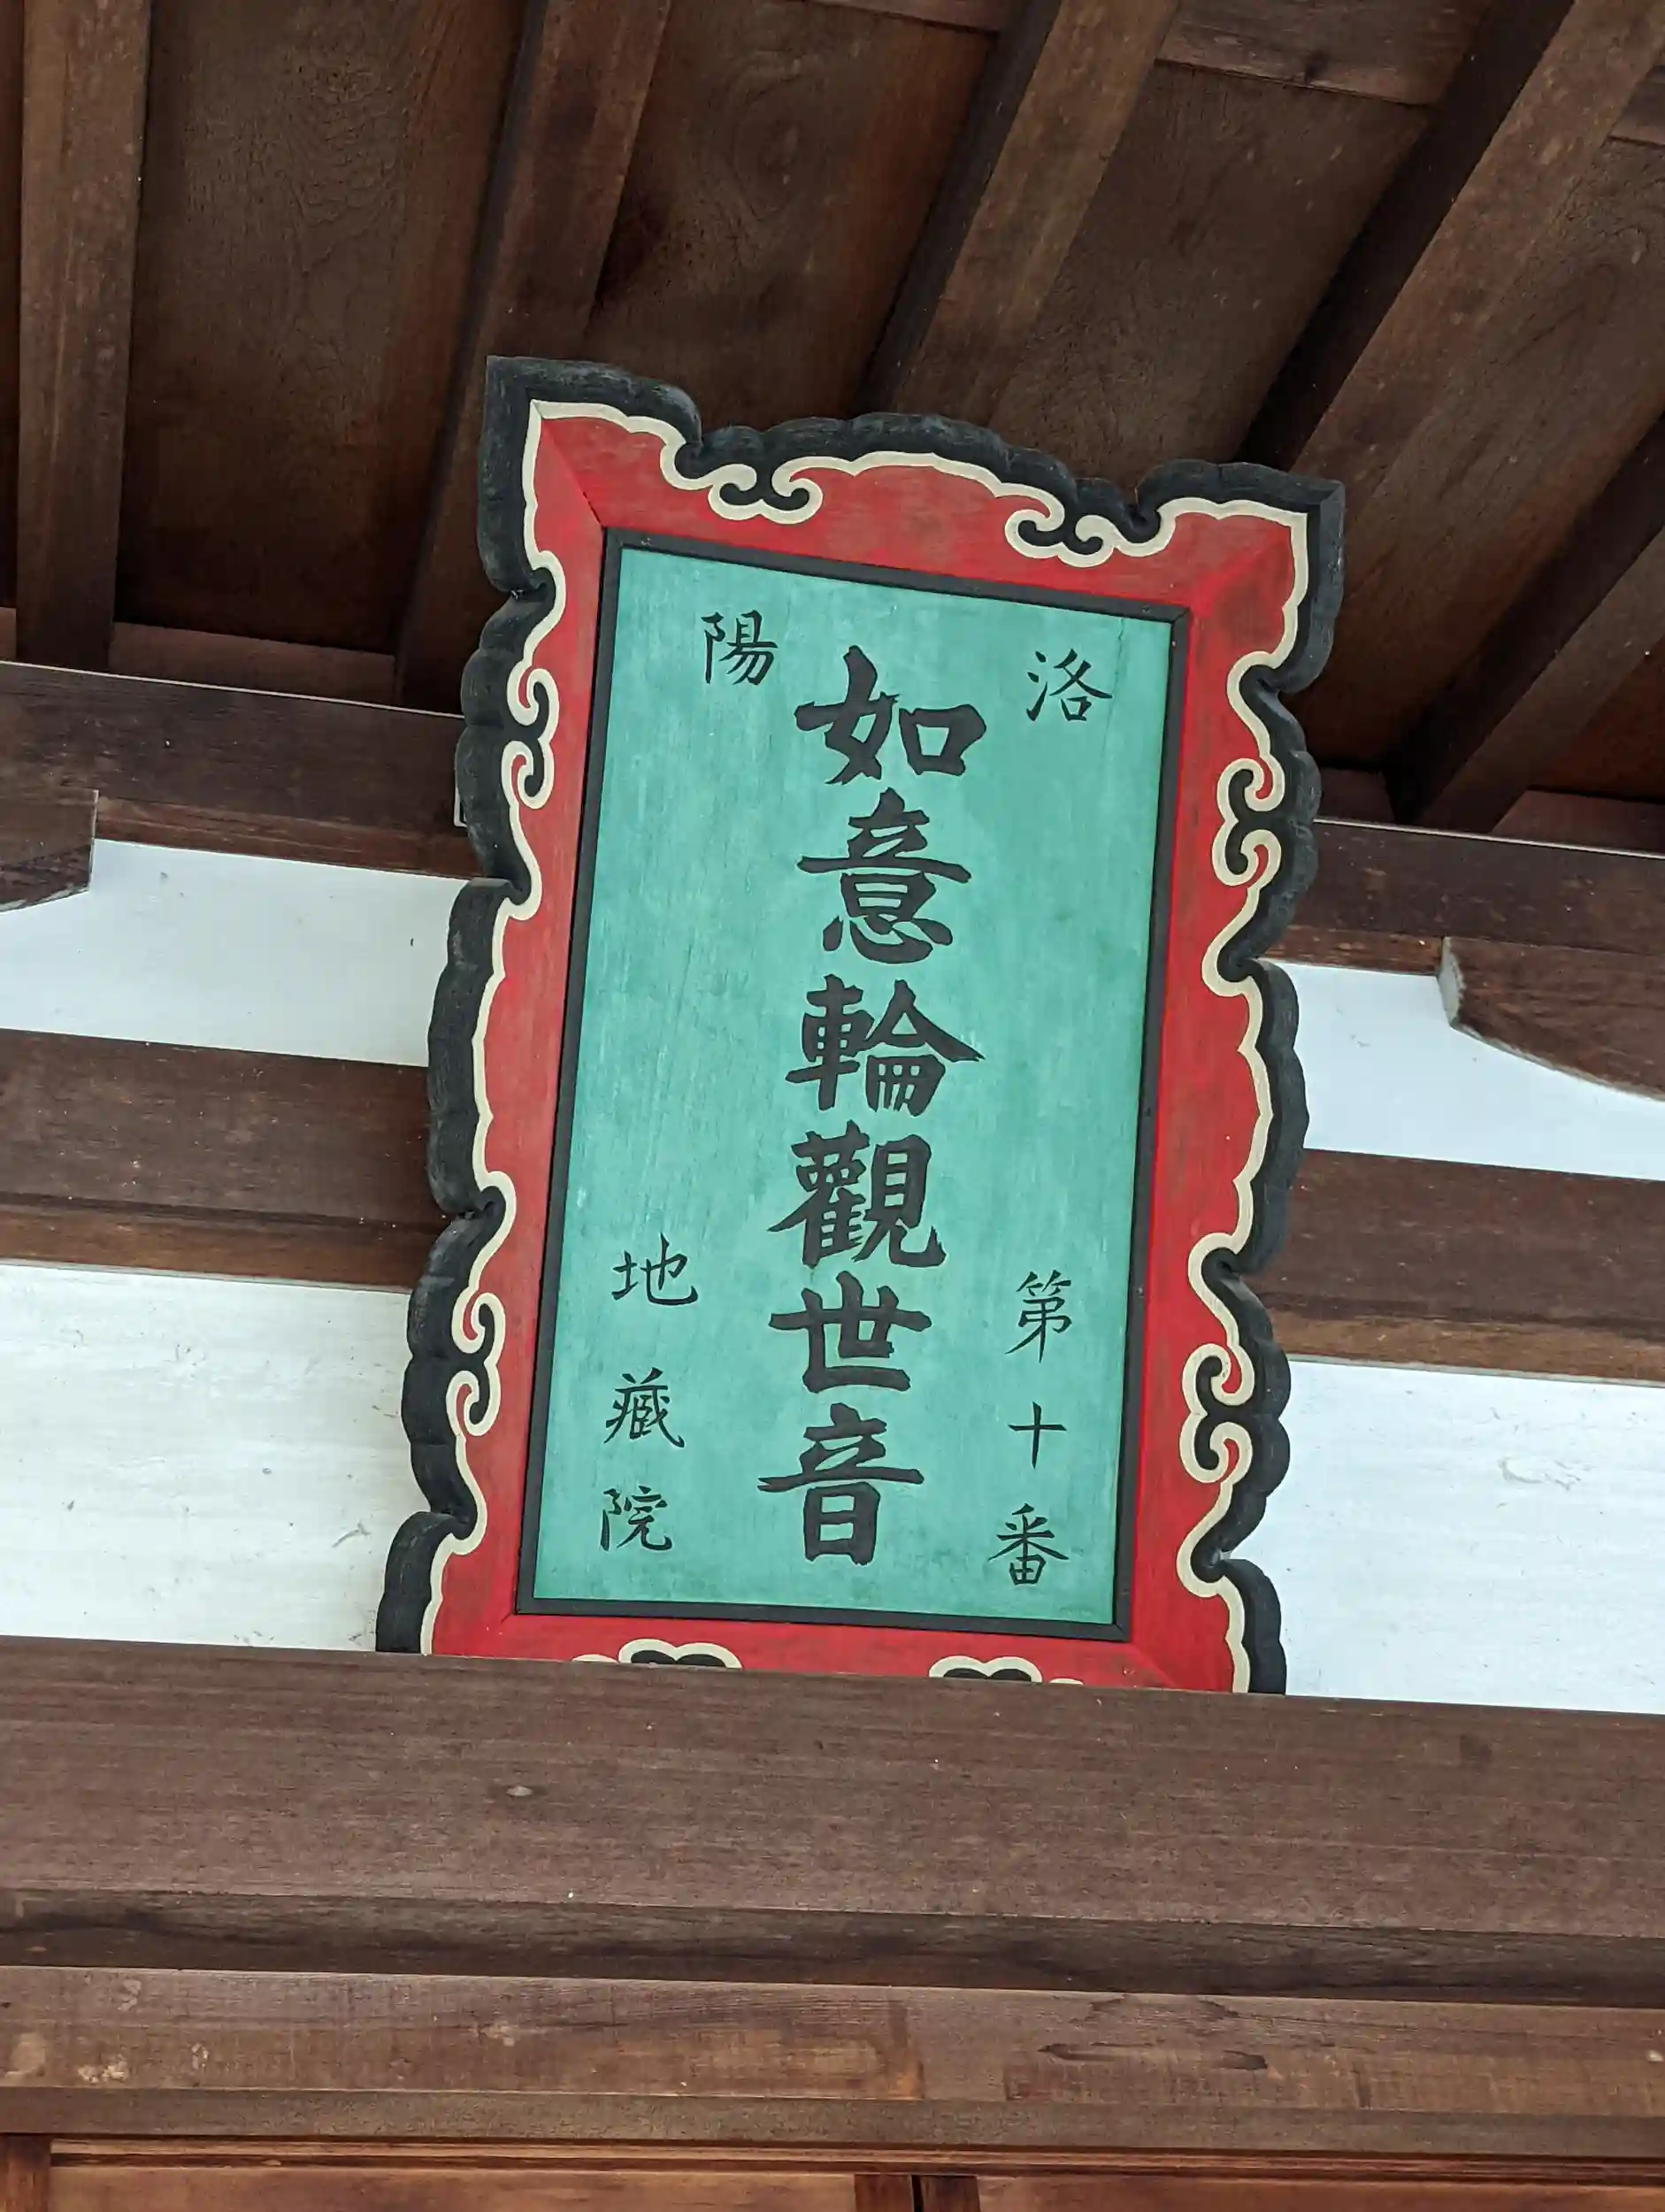 洛陽
第十番
如意輪觀世音
地藏院